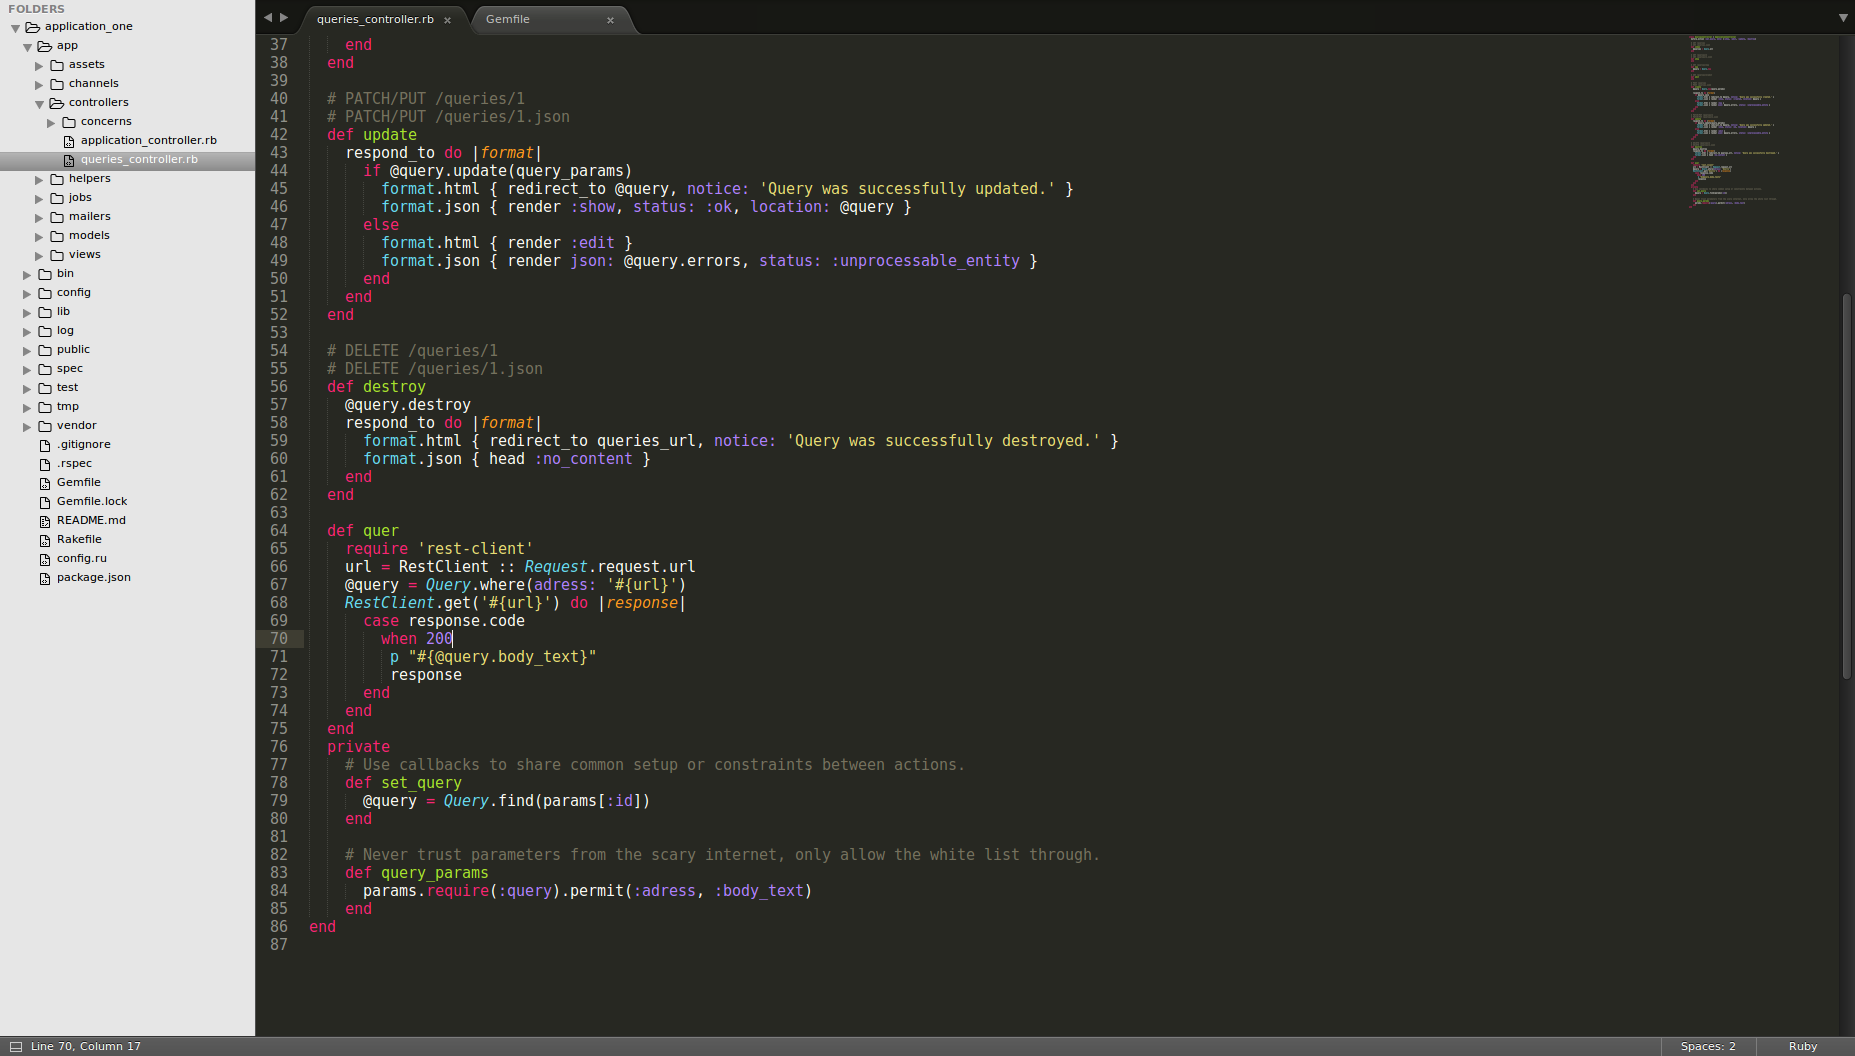 FOLDERS
application_one
app
assets
channels
controllers
concerns
application_controller.rb
queries_controller.rb
helpers
jobs
mailers
models
views
bin
config
lib
log
public
spec
test
tmp
vendor
.gitignore
.rspec
Gemfile
Gemfile.lock
README.md
Rakefile
config.ru
package.json
queries_controller.rb ×
Gemfile ×
37     end
38   end
39
40   # PATCH/PUT /queries/1
41   # PATCH/PUT /queries/1.json
42   def update
43     respond_to do |format|
44       if @query.update(query_params)
45         format.html { redirect_to @query, notice: 'Query was successfully updated.' }
46         format.json { render :show, status: :ok, location: @query }
47       else
48         format.html { render :edit }
49         format.json { render json: @query.errors, status: :unprocessable_entity }
50       end
51     end
52   end
53
54   # DELETE /queries/1
55   # DELETE /queries/1.json
56   def destroy
57     @query.destroy
58     respond_to do |format|
59       format.html { redirect_to queries_url, notice: 'Query was successfully destroyed.' }
60       format.json { head :no_content }
61     end
62   end
63
64   def quer
65     require 'rest-client'
66     url = RestClient :: Request.request.url
67     @query = Query.where(adress: '#{url}')
68     RestClient.get('#{url}') do |response|
69       case response.code
70         when 200
71          p "#{@query.body_text}"
72          response
73       end
74     end
75   end
76   private
77     # Use callbacks to share common setup or constraints between actions.
78     def set_query
79       @query = Query.find(params[:id])
80     end
81
82     # Never trust parameters from the scary internet, only allow the white list through.
83     def query_params
84       params.require(:query).permit(:adress, :body_text)
85     end
86 end
87
Line 70, Column 17
Spaces: 2
Ruby